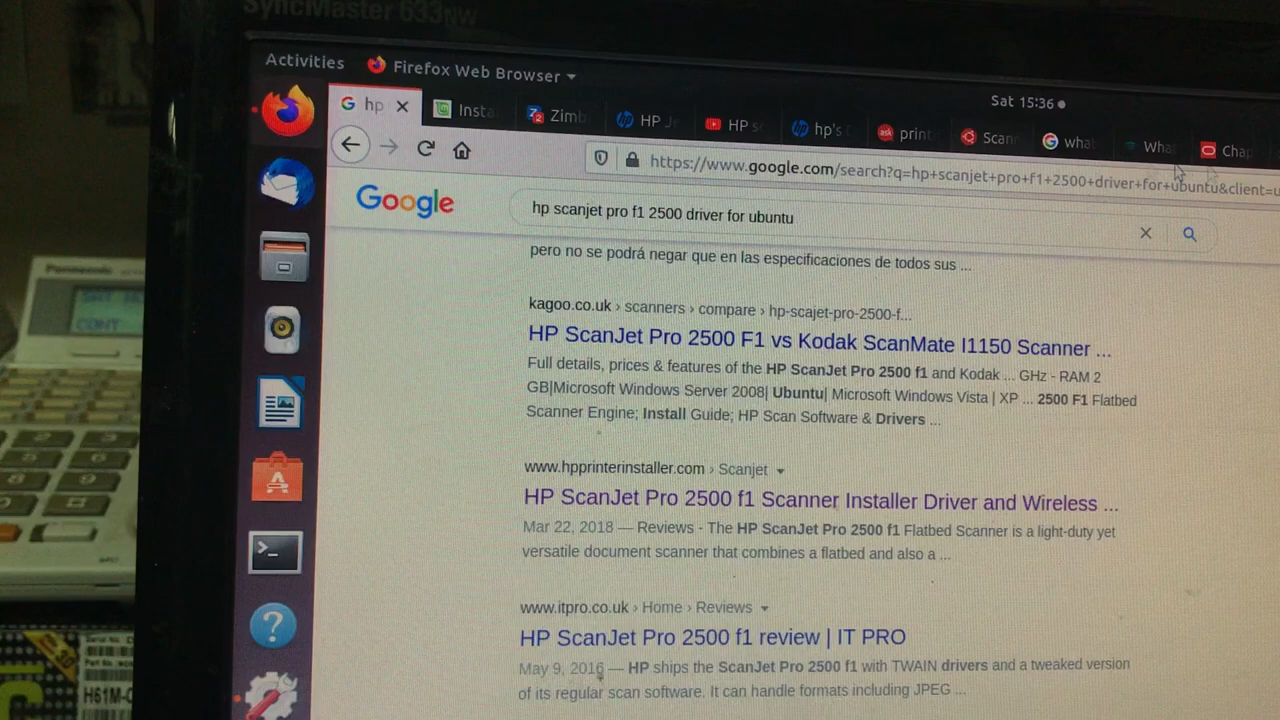 SyncMaster 633NW
Activities
Firefox Web Browser
Sat 15:36
hp
Insta
Zimb
HP J
HP sc
hp's
print
Scan
what
What
Chap
https://www.google.com/search?q=hp+scanjet+pro+f1+2500+driver+for+ubuntu&client=u
Google
hp scanjet pro f1 2500 driver for ubuntu
pero no se podrá negar que en las especificaciones de todos sus ...
kagoo.co.uk › scanners › compare › hp-scajet-pro-2500-f...
HP ScanJet Pro 2500 F1 vs Kodak ScanMate I1150 Scanner ...
Full details, prices & features of the HP ScanJet Pro 2500 f1 and Kodak ... GHz - RAM 2
GB|Microsoft Windows Server 2008| Ubuntu| Microsoft Windows Vista | XP ... 2500 F1 Flatbed
Scanner Engine; Install Guide; HP Scan Software & Drivers ...
www.hpprinterinstaller.com › Scanjet
HP ScanJet Pro 2500 f1 Scanner Installer Driver and Wireless ...
Mar 22, 2018 — Reviews - The HP ScanJet Pro 2500 f1 Flatbed Scanner is a light-duty yet
versatile document scanner that combines a flatbed and also a ...
www.itpro.co.uk › Home › Reviews
HP ScanJet Pro 2500 f1 review | IT PRO
May 9, 2016 — HP ships the ScanJet Pro 2500 f1 with TWAIN drivers and a tweaked version
of its regular scan software. It can handle formats including JPEG ...
Panasonic
CONT
H61M-